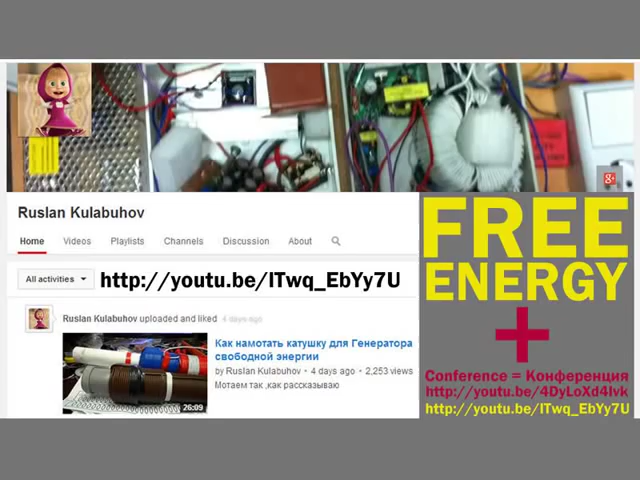 g+
Ruslan Kulabuhov
Home Videos Playlists Channels Discussion About
All activities
http://youtu.be/lTwq_EbYy7U
Ruslan Kulabuhov uploaded and liked 4 days ago
Как намотать катушку для Генератора
свободной энергии
by Ruslan Kulabuhov • 4 days ago • 2,253 views
Мотаем так ,как рассказываю
26:09
FREE
ENERGY
+
Conference = Конференция
http://youtu.be/4DyLoXd4lvk
http://youtu.be/lTwq_EbYy7U